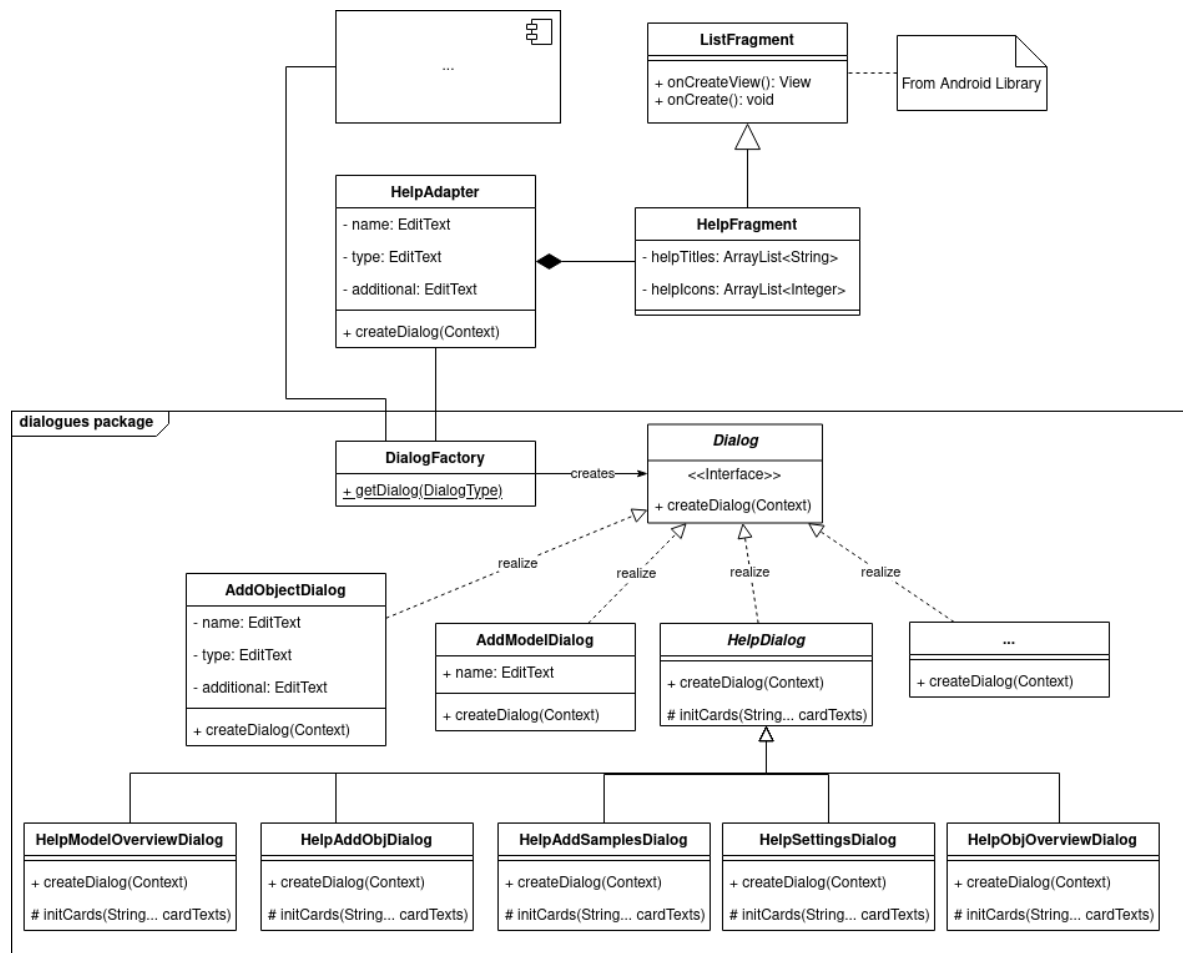 ...
ListFragment
+ onCreateView(): View
+ onCreate(): void
From Android Library
HelpAdapter
- name: EditText
- type: EditText
- additional: EditText
+ createDialog(Context)
HelpFragment
- helpTitles: ArrayList<String>
- helpIcons: ArrayList<Integer>
dialogues package
DialogFactory
+ getDialog(DialogType)
creates
Dialog
<<Interface>>
+ createDialog(Context)
realize
realize
realize
realize
AddObjectDialog
- name: EditText
- type: EditText
- additional: EditText
+ createDialog(Context)
AddModelDialog
+ name: EditText
+ createDialog(Context)
HelpDialog
+ createDialog(Context)
# initCards(String... cardTexts)
...
+ createDialog(Context)
HelpModelOverviewDialog
+ createDialog(Context)
# initCards(String... cardTexts)
HelpAddObjDialog
+ createDialog(Context)
# initCards(String... cardTexts)
HelpAddSamplesDialog
+ createDialog(Context)
# initCards(String... cardTexts)
HelpSettingsDialog
+ createDialog(Context)
# initCards(String... cardTexts)
HelpObjOverviewDialog
+ createDialog(Context)
# initCards(String... cardTexts)